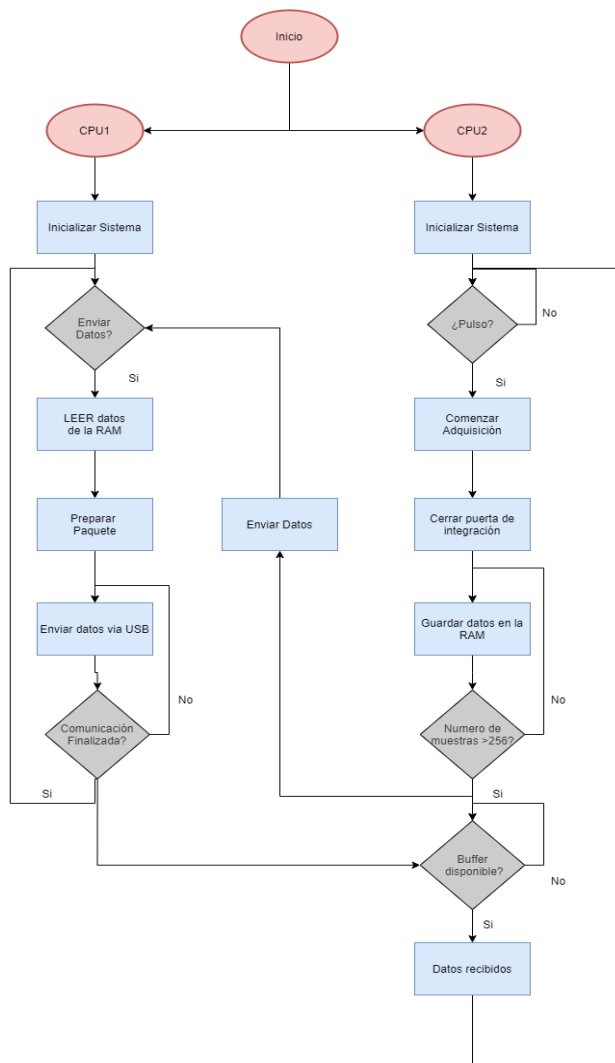 Inicio
CPU1
CPU2
Inicializar Sistema
Inicializar Sistema
Enviar
Datos?
Si
¿Pulso?
No
Si
LEER datos
de la RAM
Comenzar
Adquisición
Preparar
Paquete
Enviar Datos
Cerrar puerta de
integración
Enviar datos via USB
Guardar datos en la
RAM
Comunicación
Finalizada?
No
Si
Numero de
muestras >256?
No
Si
Buffer
disponible?
No
Si
Datos recibidos